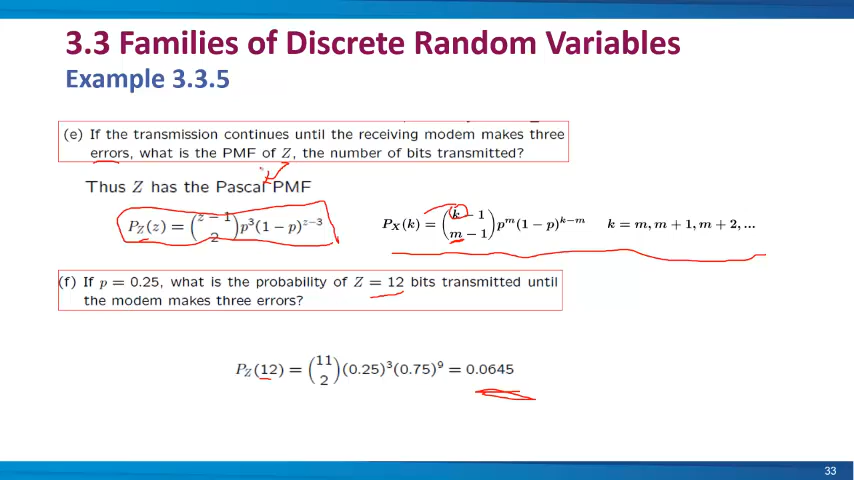 3.3 Families of Discrete Random Variables
Example 3.3.5
(e) If the transmission continues until the receiving modem makes three
errors, what is the PMF of Z, the number of bits transmitted?
Thus Z has the Pascal PMF
P_Z(z) = \binom{z-1}{2} p^3(1 − p)^{z−3}
P_X(k) = \binom{k-1}{m-1} p^m(1 − p)^{k−m} k = m, m + 1, m + 2, ...
(f) If p = 0.25, what is the probability of Z = 12 bits transmitted until
the modem makes three errors?
P_Z(12) = \binom{11}{2} (0.25)^3(0.75)^9 = 0.0645
33